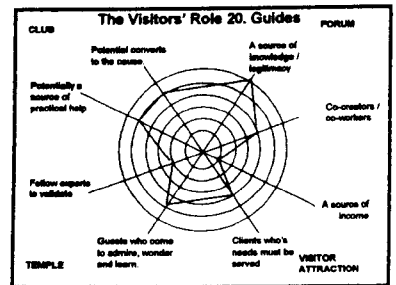 The Visitors' Role 20. Guides
CLUB
FORUM
Potential converts
to the cause
A source of
knowledge /
legitimacy
Potentially a
source of
practical help
Co-creators /
co-workers
Fellow experts
to validate
A source of
income
Guests who come
to admire, wonder
and learn.
Clients who's
needs must be
served
TEMPLE
VISITOR
ATTRACTION